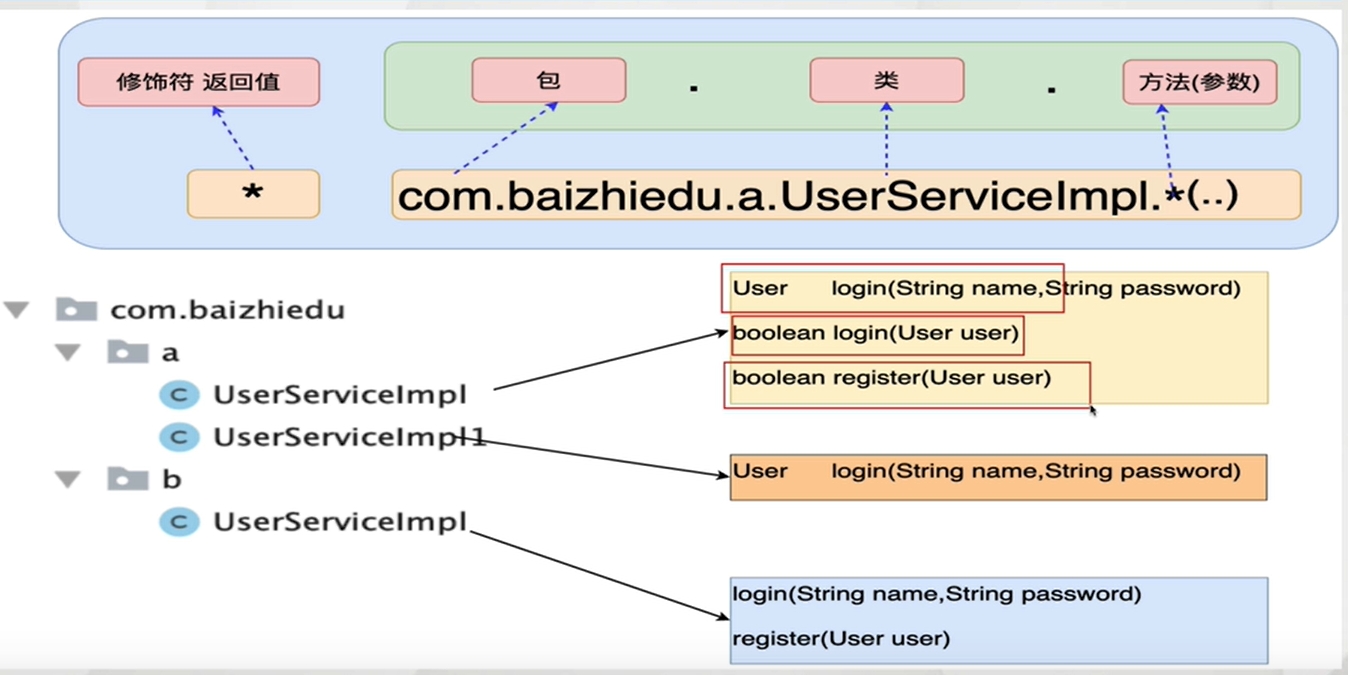 修饰符 返回值 包 . 类 . 方法(参数)
* com.baizhiedu.a.UserServiceImpl.*(..)
com.baizhiedu
a
C UserServiceImpl
C UserServiceImpl1
b
C UserServiceImpl
User login(String name,String password)
boolean login(User user)
boolean register(User user)
User login(String name,String password)
login(String name,String password)
register(User user)